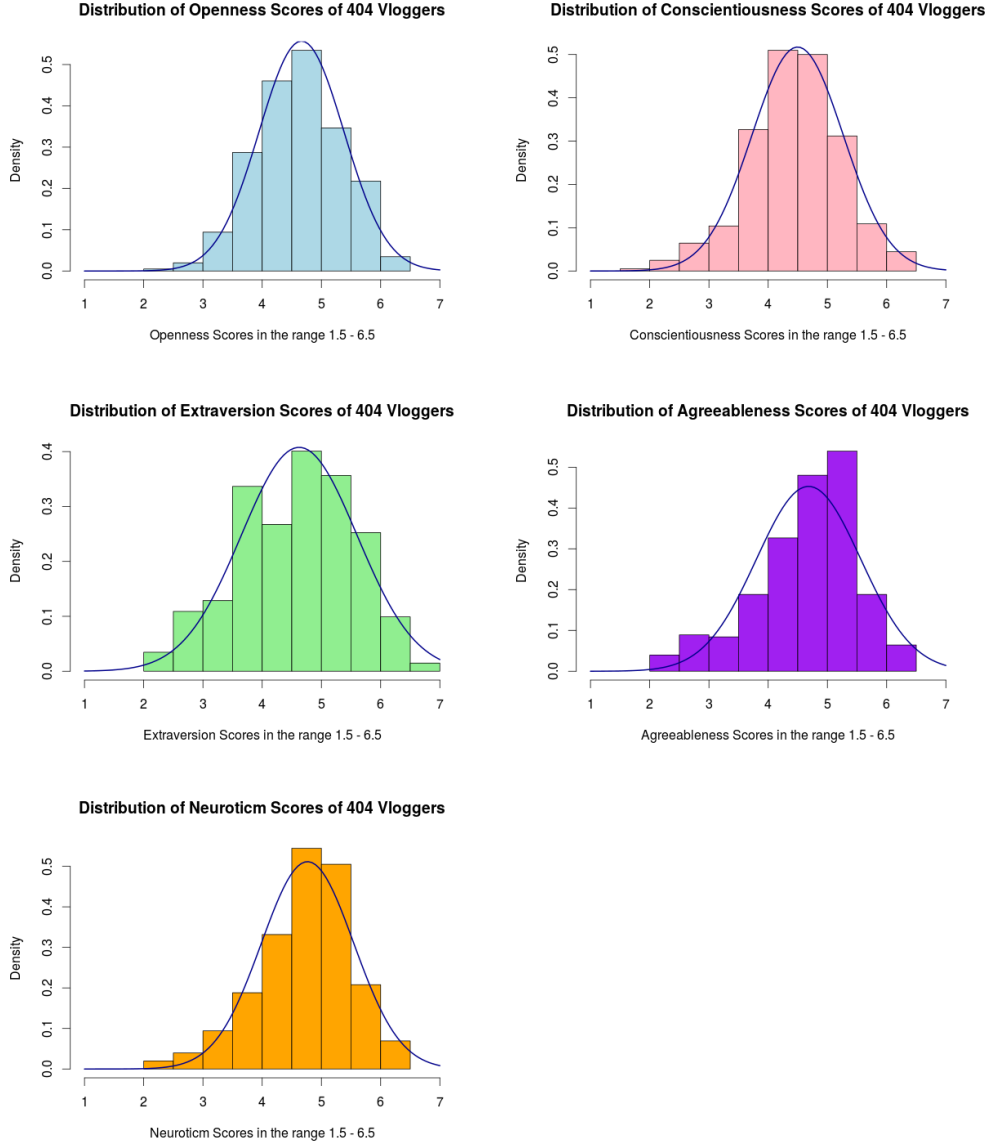 Distribution of Openness Scores of 404 Vloggers
Density
0.0 0.1 0.2 0.3 0.4 0.5
1 2 3 4 5 6 7
Openness Scores in the range 1.5 - 6.5
Distribution of Conscientiousness Scores of 404 Vloggers
Density
0.0 0.1 0.2 0.3 0.4 0.5
1 2 3 4 5 6 7
Conscientiousness Scores in the range 1.5 - 6.5
Distribution of Extraversion Scores of 404 Vloggers
Density
0.0 0.1 0.2 0.3 0.4
1 2 3 4 5 6 7
Extraversion Scores in the range 1.5 - 6.5
Distribution of Agreeableness Scores of 404 Vloggers
Density
0.0 0.1 0.2 0.3 0.4 0.5
1 2 3 4 5 6 7
Agreeableness Scores in the range 1.5 - 6.5
Distribution of Neuroticm Scores of 404 Vloggers
Density
0.0 0.1 0.2 0.3 0.4 0.5
1 2 3 4 5 6 7
Neuroticm Scores in the range 1.5 - 6.5